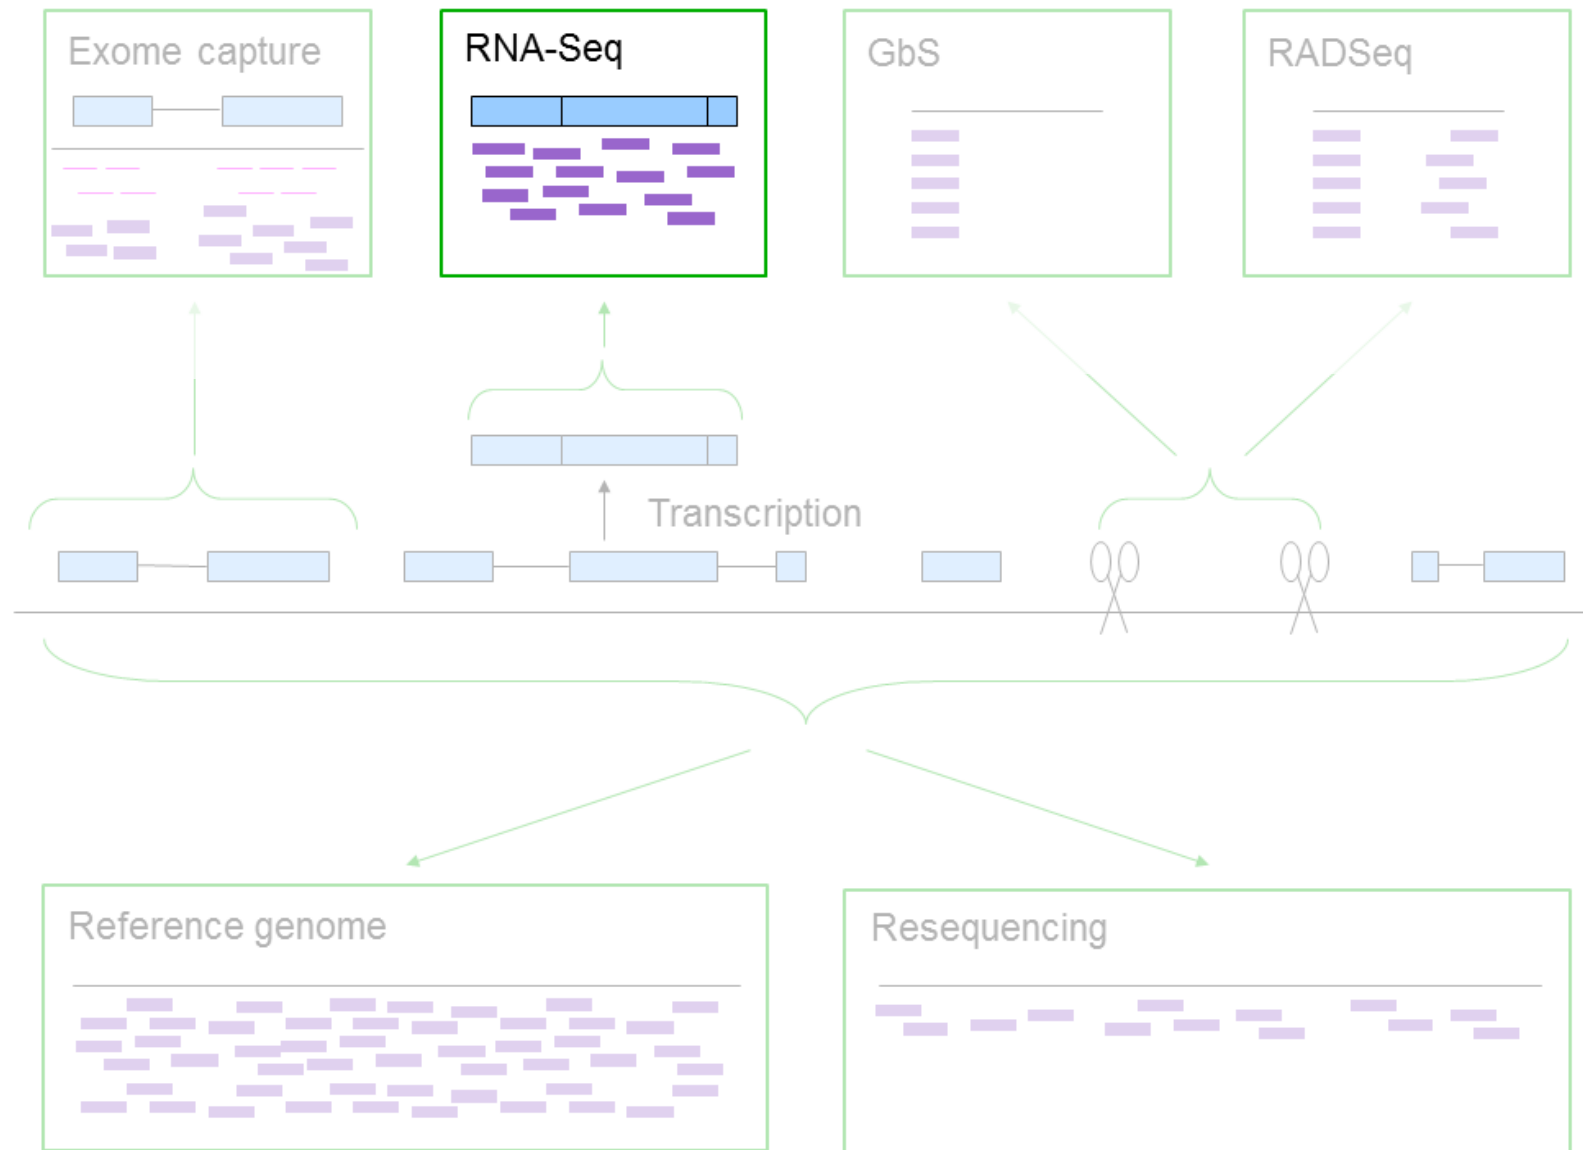 Exome capture
RNA-Seq
GbS
RADSeq
Transcription
Reference genome
Resequencing